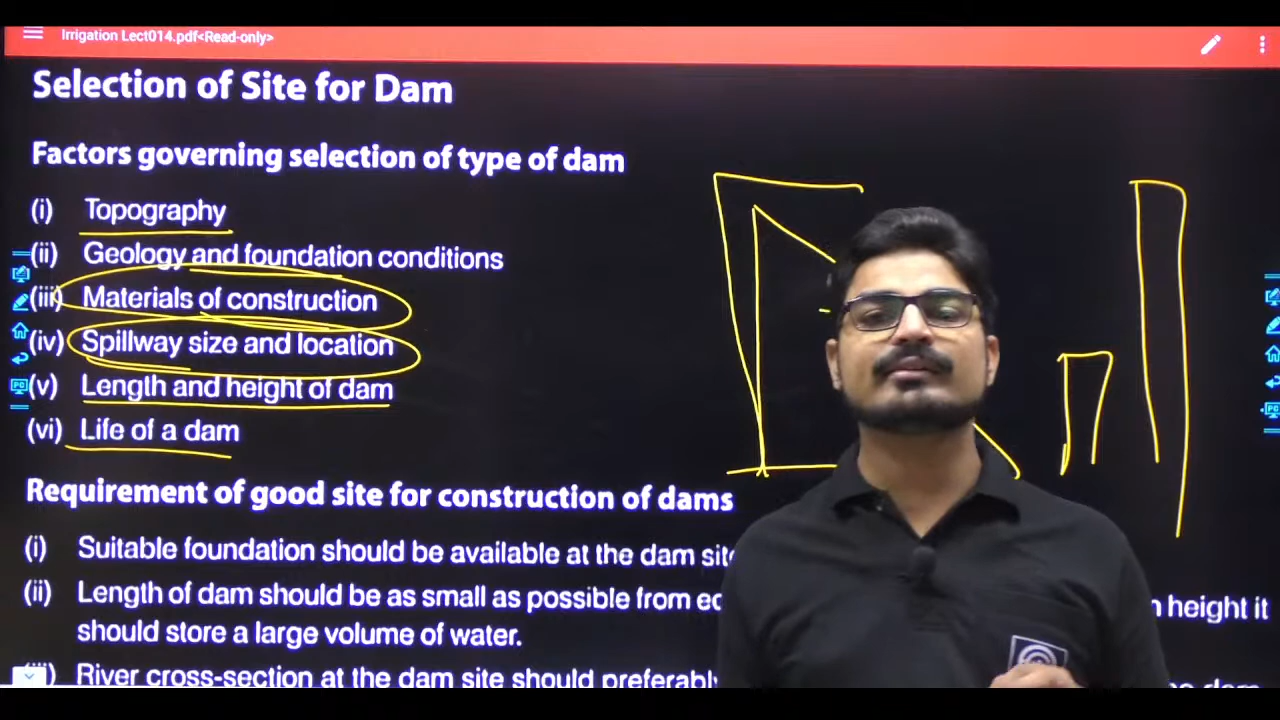 Irrigation Lect014.pdf<Read-only>
Selection of Site for Dam
Factors governing selection of type of dam
(i) Topography
(ii) Geology and foundation conditions
(iii) Materials of construction
(iv) Spillway size and location
(v) Length and height of dam
(vi) Life of a dam
Requirement of good site for construction of dams
(i) Suitable foundation should be available at the dam
(ii) Length of dam should be as small as possible from height it
should store a large volume of water.
River cross-section at the dam site should preferably
PC
PC